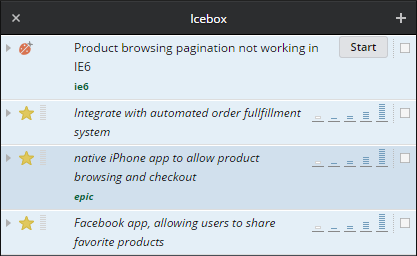 Icebox
Product browsing pagination not working in
IE6
Start
ie6
Integrate with automated order fullfillment
system
native iPhone app to allow product
browsing and checkout
epic
Facebook app, allowing users to share
favorite products